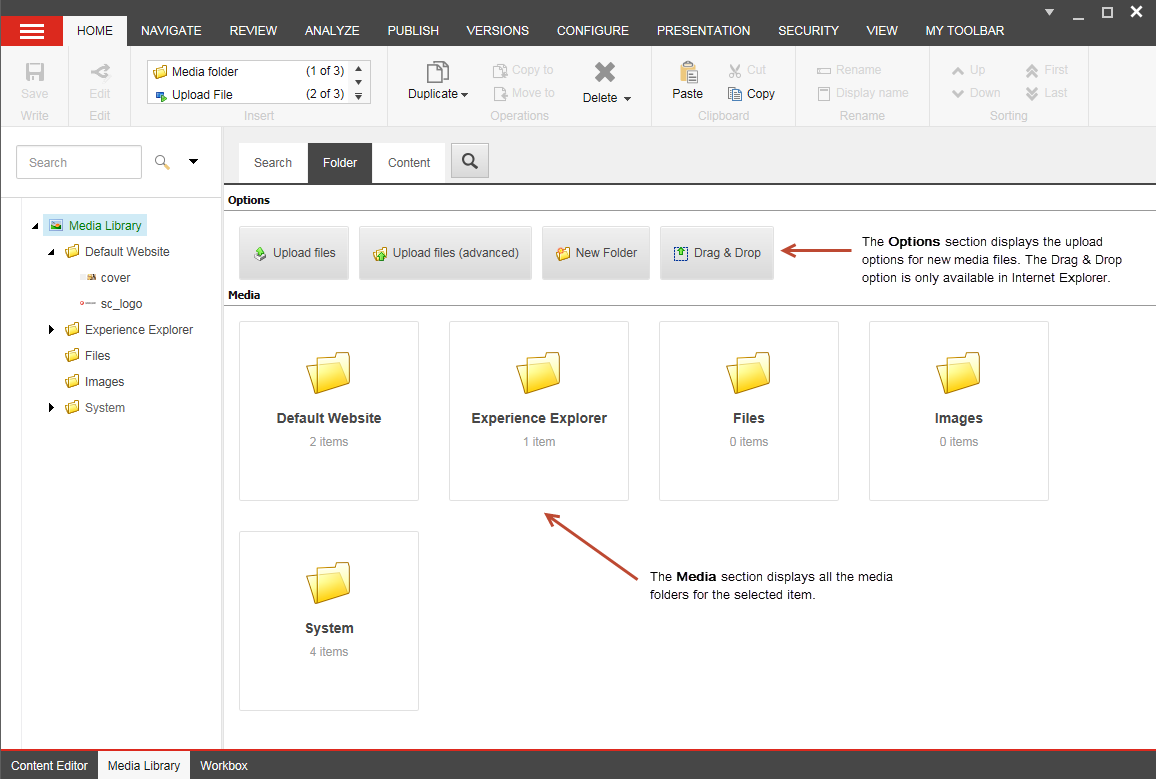 HOME NAVIGATE REVIEW ANALYZE PUBLISH VERSIONS CONFIGURE PRESENTATION SECURITY VIEW MY TOOLBAR
Save
Write
Edit
Edit
Media folder (1 of 3)
Upload File (2 of 3)
Insert
Duplicate
Copy to
Move to
Delete
Operations
Paste
Cut
Copy
Clipboard
Rename
Display name
Rename
Up
Down
First
Last
Sorting
Search
Media Library
Default Website
cover
sc_logo
Experience Explorer
Files
Images
System
Search Folder Content
Options
Upload files Upload files (advanced) New Folder Drag & Drop
The Options section displays the upload
options for new media files. The Drag & Drop
option is only available in Internet Explorer.
Media
Default Website
2 items
Experience Explorer
1 item
Files
0 items
Images
0 items
System
4 items
The Media section displays all the media
folders for the selected item.
Content Editor Media Library Workbox